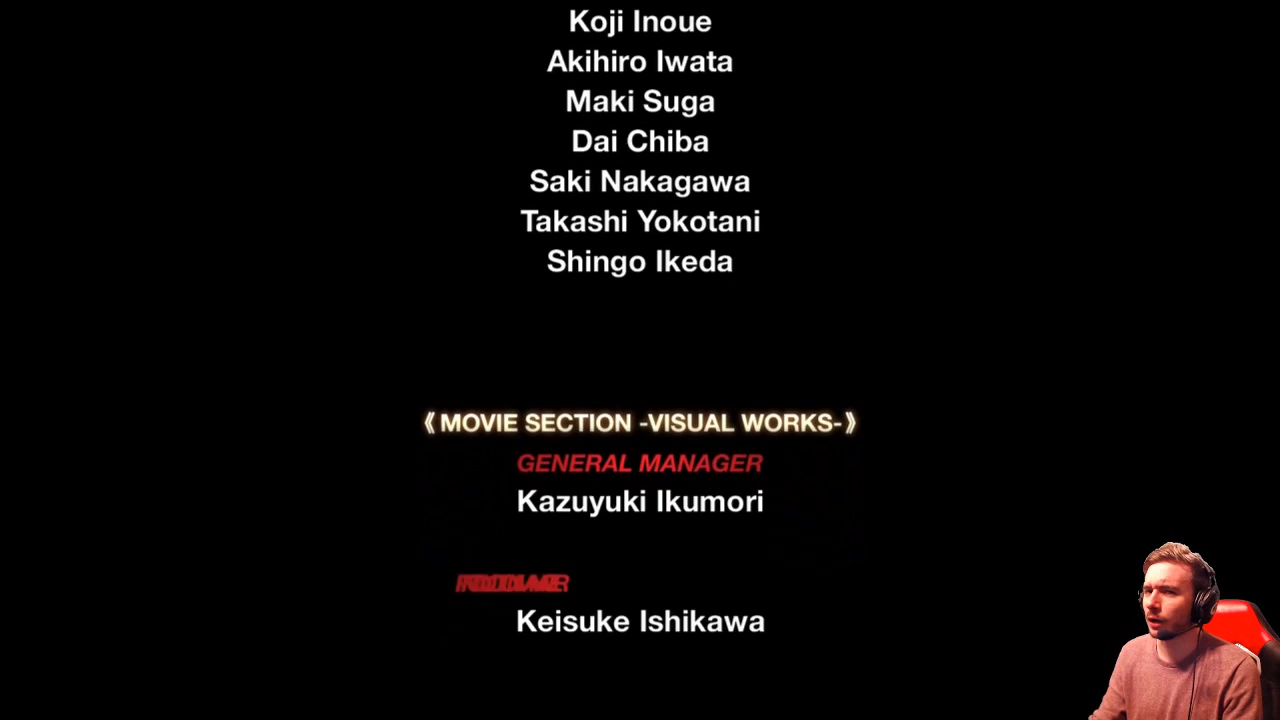 Koji Inoue
Akihiro Iwata
Maki Suga
Dai Chiba
Saki Nakagawa
Takashi Yokotani
Shingo Ikeda
《MOVIE SECTION -VISUAL WORKS-》
GENERAL MANAGER
Kazuyuki Ikumori
Keisuke Ishikawa